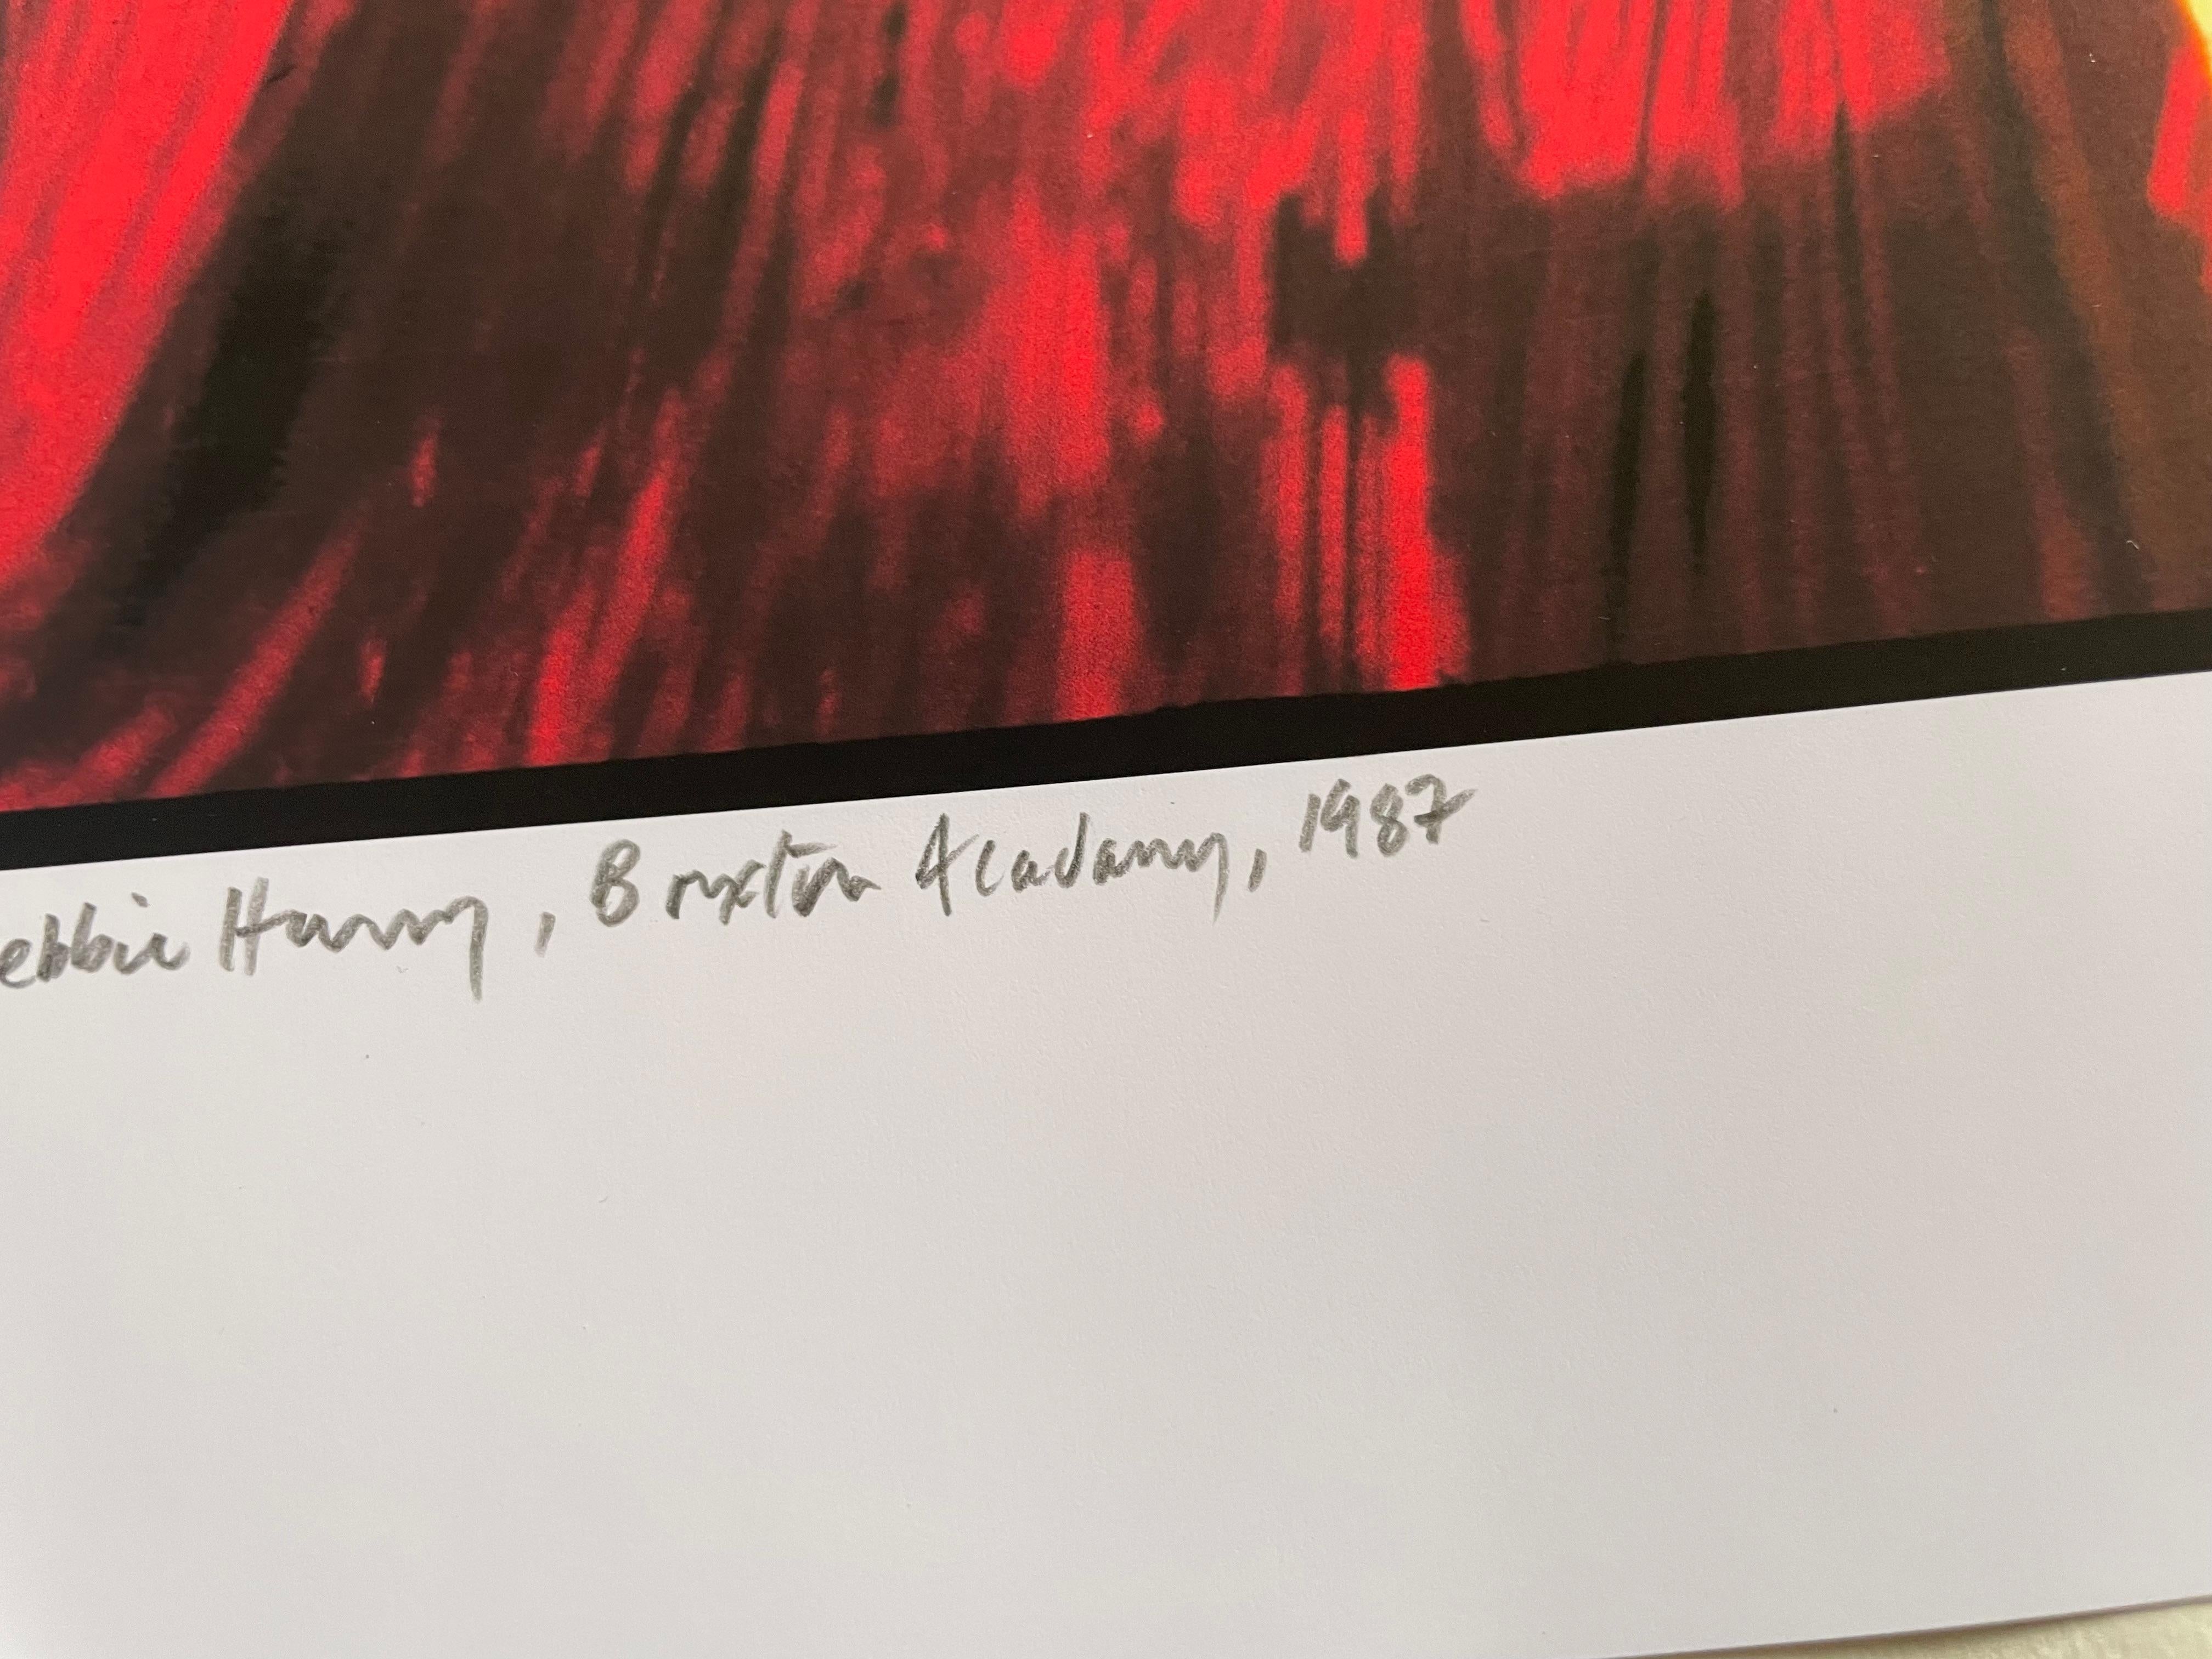 ebbie Harry, Brixton Academy, 1987